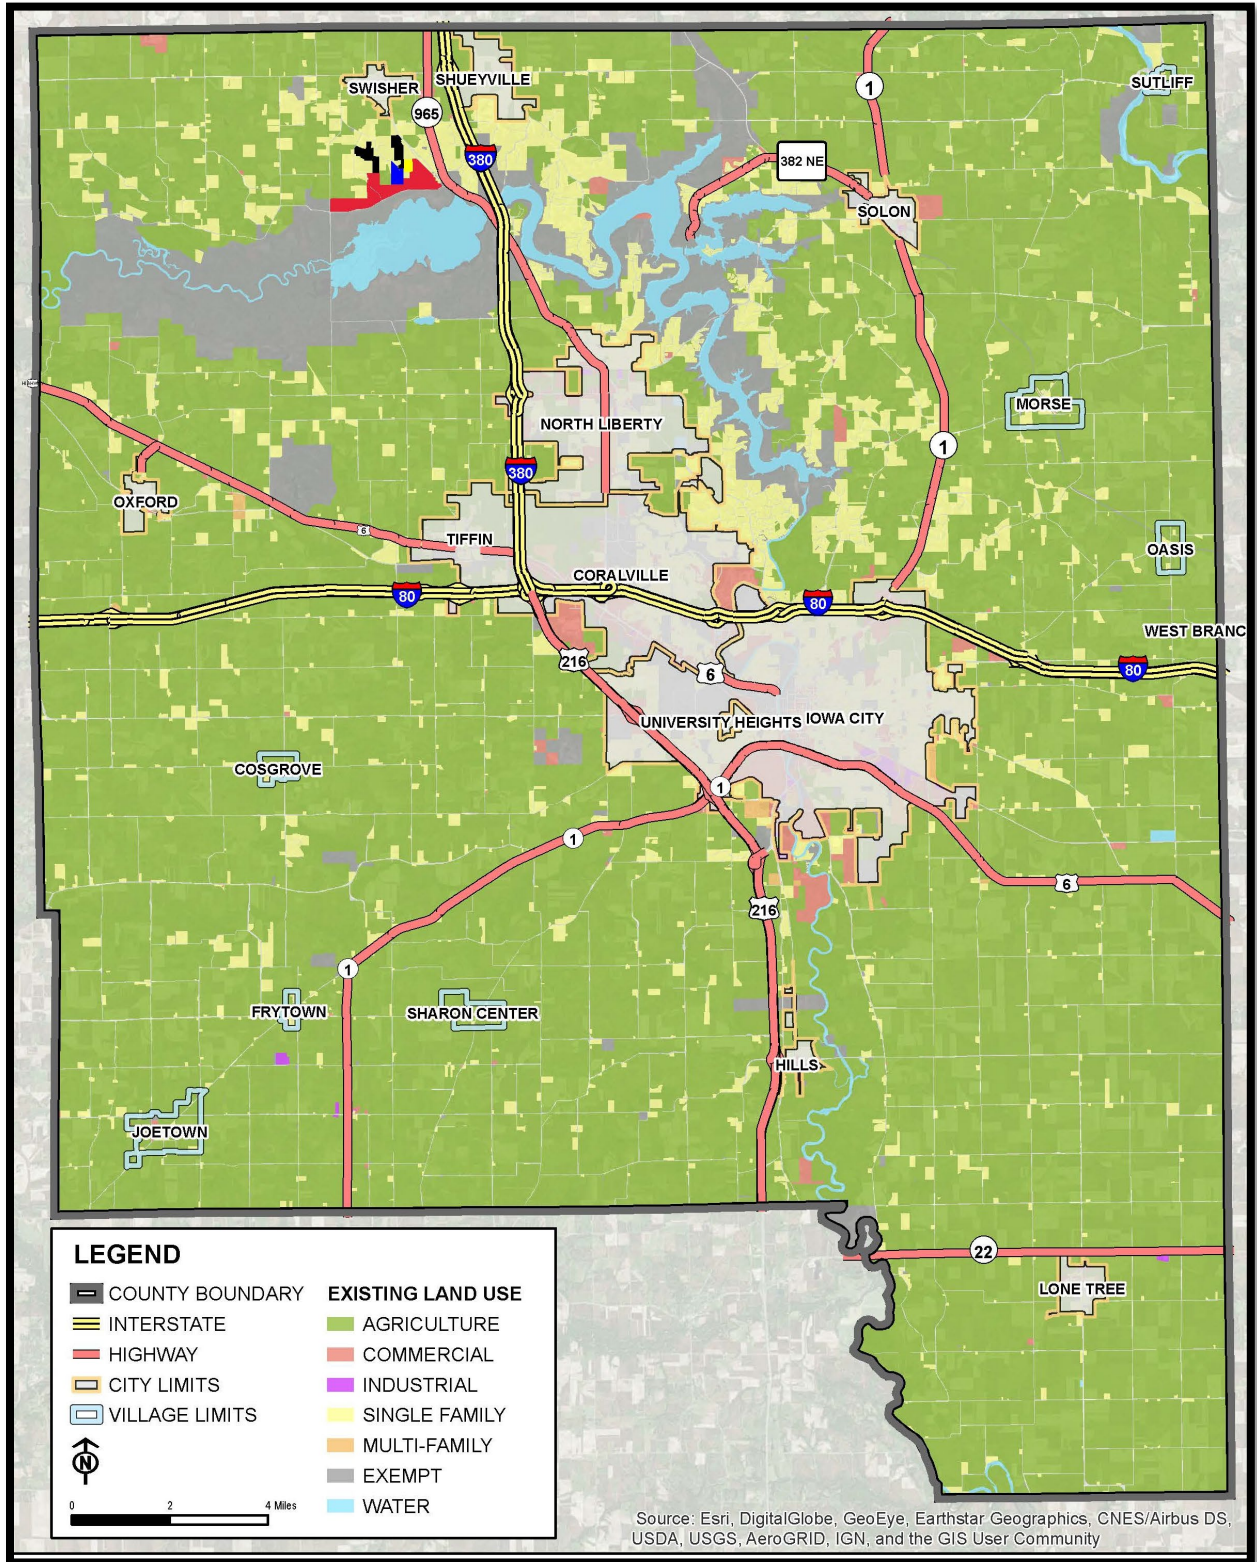 SWISHER
SHUEYVILLE
SUTLIFF
965
1
380
382 NE
SOLON
MORSE
NORTH LIBERTY
1
380
OXFORD
6
TIFFIN
OASIS
CORALVILLE
80
80
WEST BRANC
216
6
80
UNIVERSITY HEIGHTS
IOWA CITY
COSGROVE
1
1
6
216
1
FRYTOWN
SHARON CENTER
HILLS
JOETOWN
22
LONE TREE
LEGEND
COUNTY BOUNDARY
INTERSTATE
HIGHWAY
CITY LIMITS
VILLAGE LIMITS
N
0 2 4 Miles
EXISTING LAND USE
AGRICULTURE
COMMERCIAL
INDUSTRIAL
SINGLE FAMILY
MULTI-FAMILY
EXEMPT
WATER
Source: Esri, DigitalGlobe, GeoEye, Earthstar Geographics, CNES/Airbus DS,
USDA, USGS, AeroGRID, IGN, and the GIS User Community